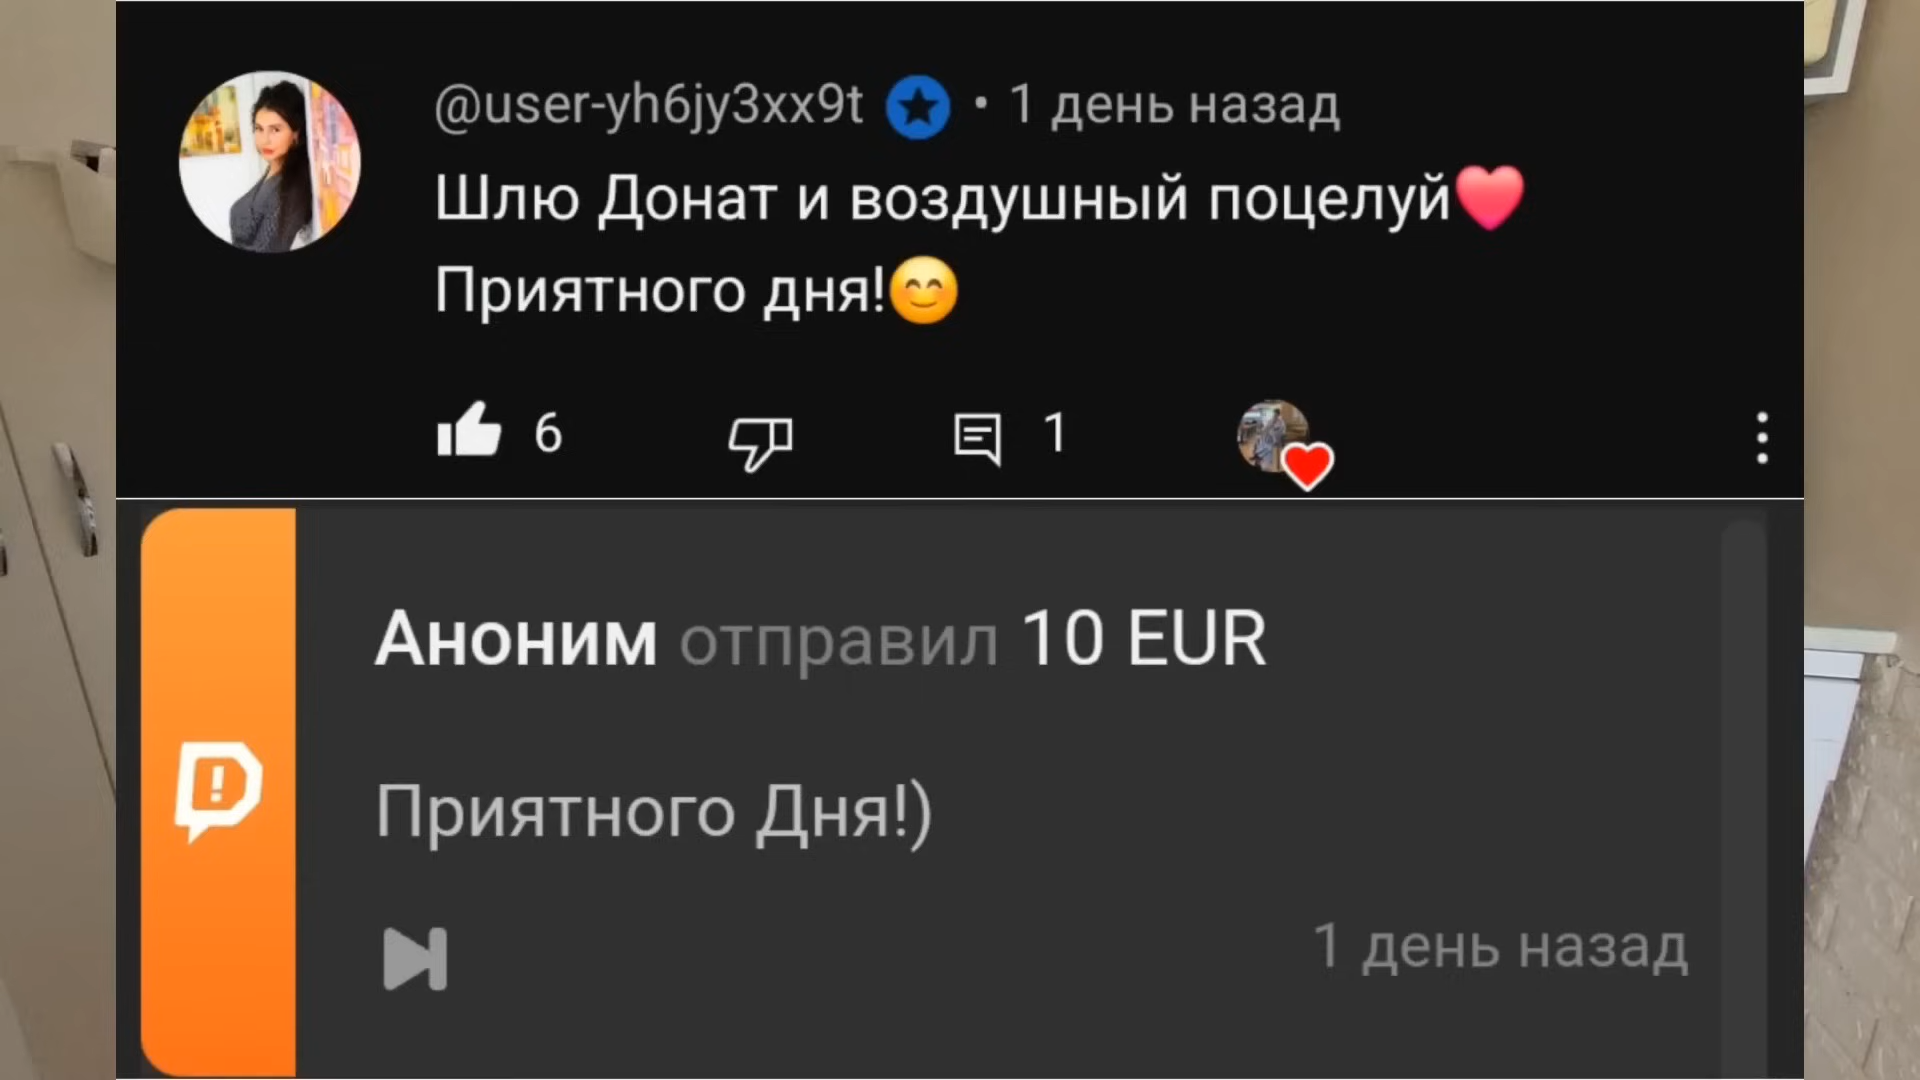 @user-yh6jy3xx9t • 1 день назад
Шлю Донат и воздушный поцелуй❤️
Приятного дня!😊
6 1
Аноним отправил 10 EUR
Приятного Дня!)
1 день назад